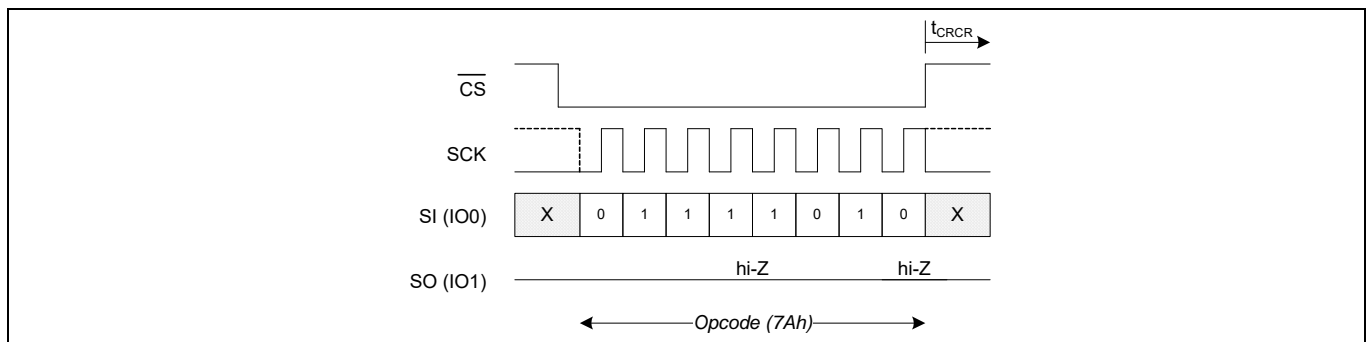 tCRCR
CS
SCK
SI (IO0) X 0 1 1 1 1 0 1 0 X
SO (IO1) hi-Z hi-Z
Opcode (7Ah)